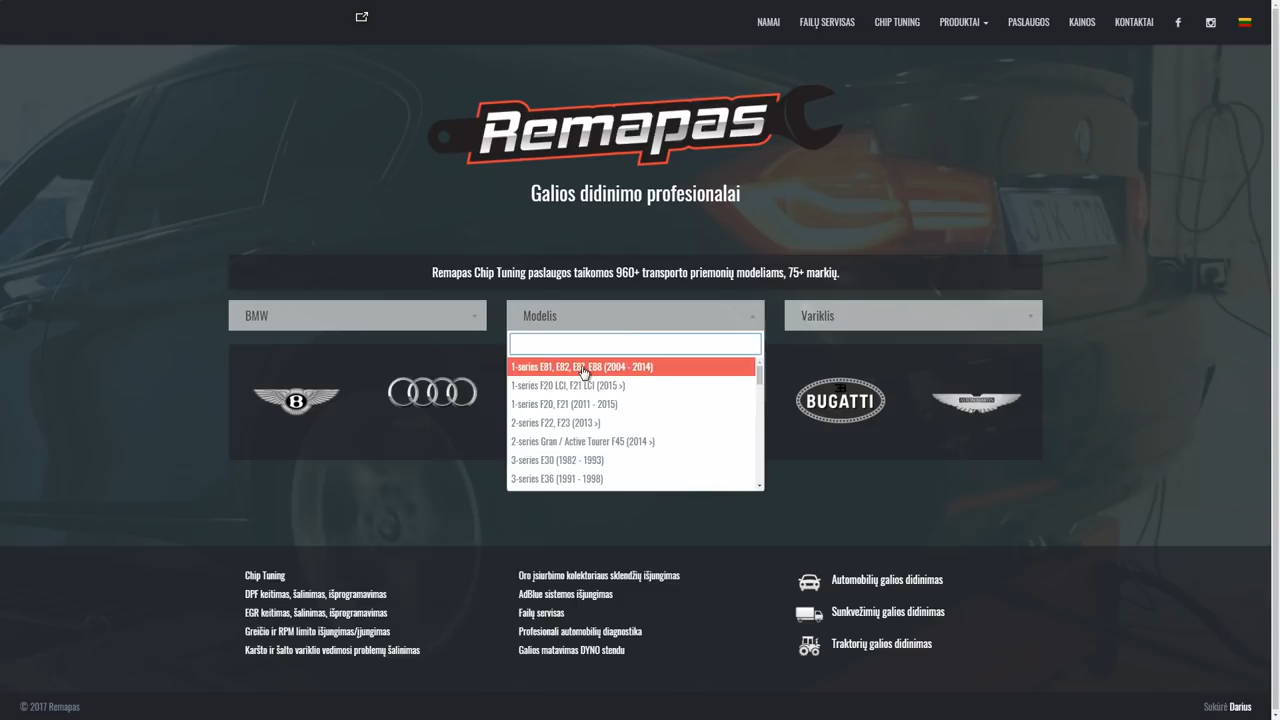 NAMAI
FAILŲ SERVISAS
CHIP TUNING
PRODUKTAI
PASLAUGOS
KAINOS
KONTAKTAI
Remapas
Galios didinimo profesionalai
Remapas Chip Tuning paslaugos taikomos 960+ transporto priemonių modeliams, 75+ markių.
BMW
Modelis
Variklis
1-series E81, E82, E87, E88 (2004 - 2014)
1-series F20 LCI, F21 LCI (2015 >)
1-series F20, F21 (2011 - 2015)
2-series F22, F23 (2013 >)
2-series Gran / Active Tourer F45 (2014 >)
3-series E30 (1982 - 1993)
3-series E36 (1991 - 1998)
B
BUGATTI
ASTON MARTIN
Chip Tuning
DPF keitimas, šalinimas, išprogramavimas
EGR keitimas, šalinimas, išprogramavimas
Greičio ir RPM limito išjungimas/įjungimas
Karšto ir šalto variklio vedimosi problemų šalinimas
Oro įsiurbimo kolektoriaus sklendžių išjungimas
AdBlue sistemos išjungimas
Failų servisas
Profesionali automobilių diagnostika
Galios matavimas DYNO stendu
Automobilių galios didinimas
Sunkvežimių galios didinimas
Traktorių galios didinimas
© 2017 Remapas
Sukūrė Darius